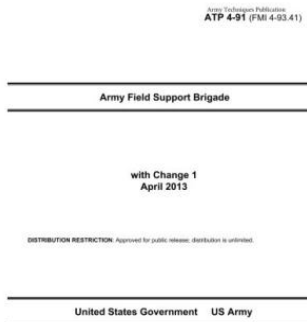 Army Techniques Publication
ATP 4-91 (FMI 4-93.41)
Army Field Support Brigade
with Change 1
April 2013
DISTRIBUTION RESTRICTION: Approved for public release; distribution is unlimited.
United States Government US Army